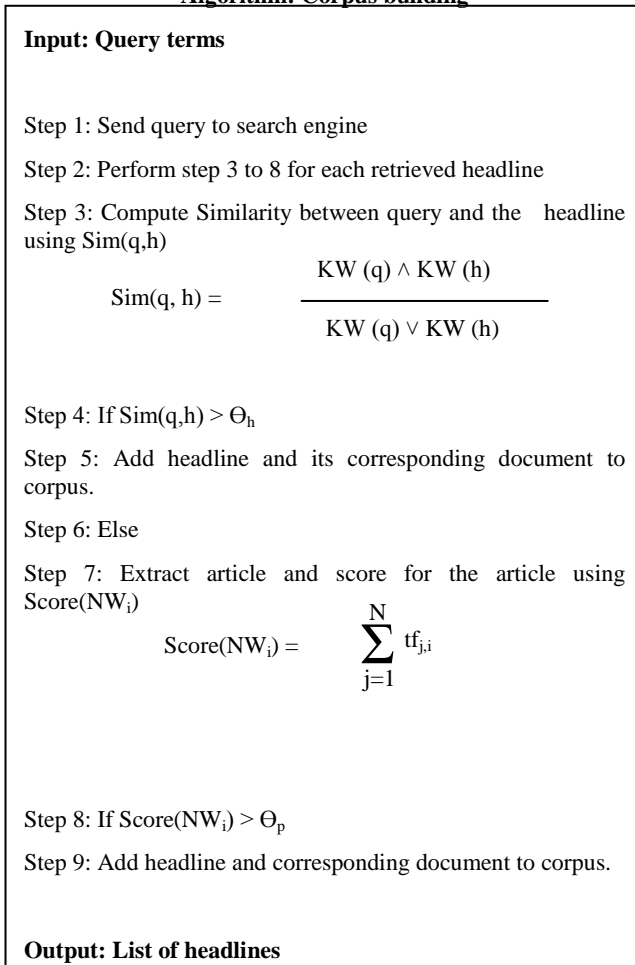 Algorithm: Corpus building
Input: Query terms
Step 1: Send query to search engine
Step 2: Perform step 3 to 8 for each retrieved headline
Step 3: Compute Similarity between query and the headline
using Sim(q,h)
KW (q) ˄ KW (h)
Sim(q, h) =
KW (q) ˅ KW (h)
Step 4: If Sim(q,h) > ϴh
Step 5: Add headline and its corresponding document to
corpus.
Step 6: Else
Step 7: Extract article and score for the article using
Score(NWi)
N
Score(NWi) = ∑ tfj,i
j=1
Step 8: If Score(NWi) > ϴp
Step 9: Add headline and corresponding document to corpus.
Output: List of headlines